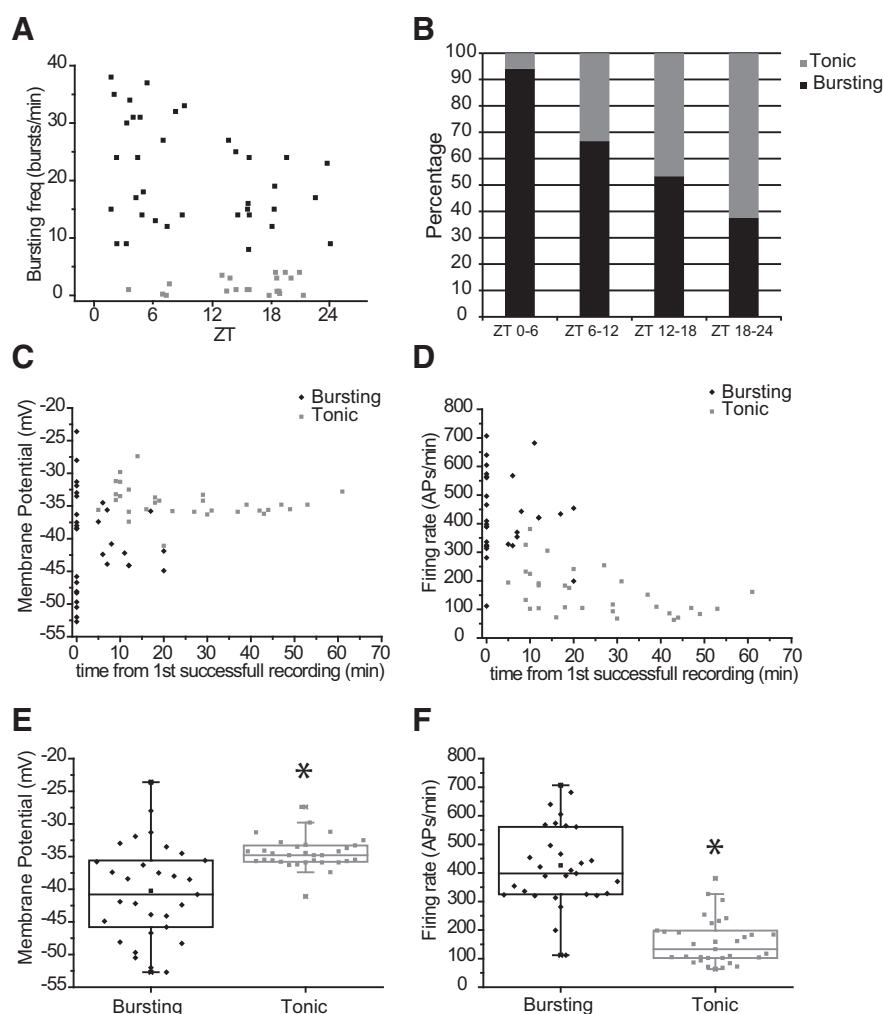 A
Bursting freq (bursts/min)
40
30
20
10
0
0 6 12 18 24
ZT
B
Percentage
100
90
80
70
60
50
40
30
20
10
0
ZT 0-6 ZT 6-12 ZT 12-18 ZT 18-24
Tonic
Bursting
C
Membrane Potential (mV)
-20
-25
-30
-35
-40
-45
-50
-55
0 10 20 30 40 50 60 70
time from 1st successfull recording (min)
Bursting
Tonic
D
Firing rate (APs/min)
800
700
600
500
400
300
200
100
0
0 10 20 30 40 50 60 70
time from 1st successfull recording (min)
Bursting
Tonic
E
Membrane Potential (mV)
-20
-25
-30
-35
-40
-45
-50
-55
*
Bursting Tonic
F
Firing rate (APs/min)
800
700
600
500
400
300
200
100
0
*
Bursting Tonic